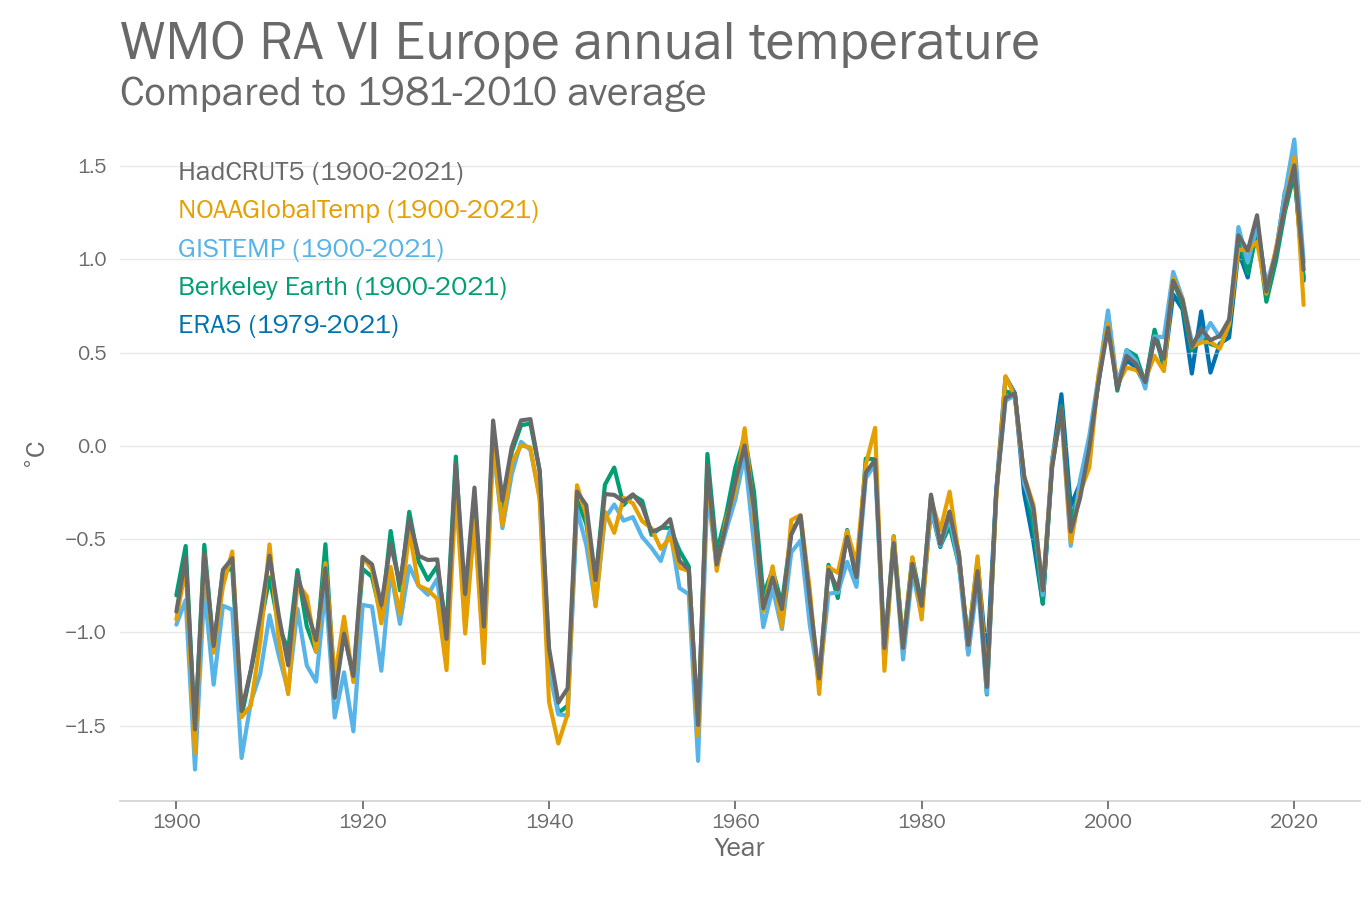 WMO RA VI Europe annual temperature
Compared to 1981-2010 average
HadCRUT5 (1900-2021)
NOAAGlobalTemp (1900-2021)
GISTEMP (1900-2021)
Berkeley Earth (1900-2021)
ERA5 (1979-2021)
1.5
1.0
0.5
0.0
−0.5
−1.0
−1.5
°C
1900 1920 1940 1960 1980 2000 2020
Year